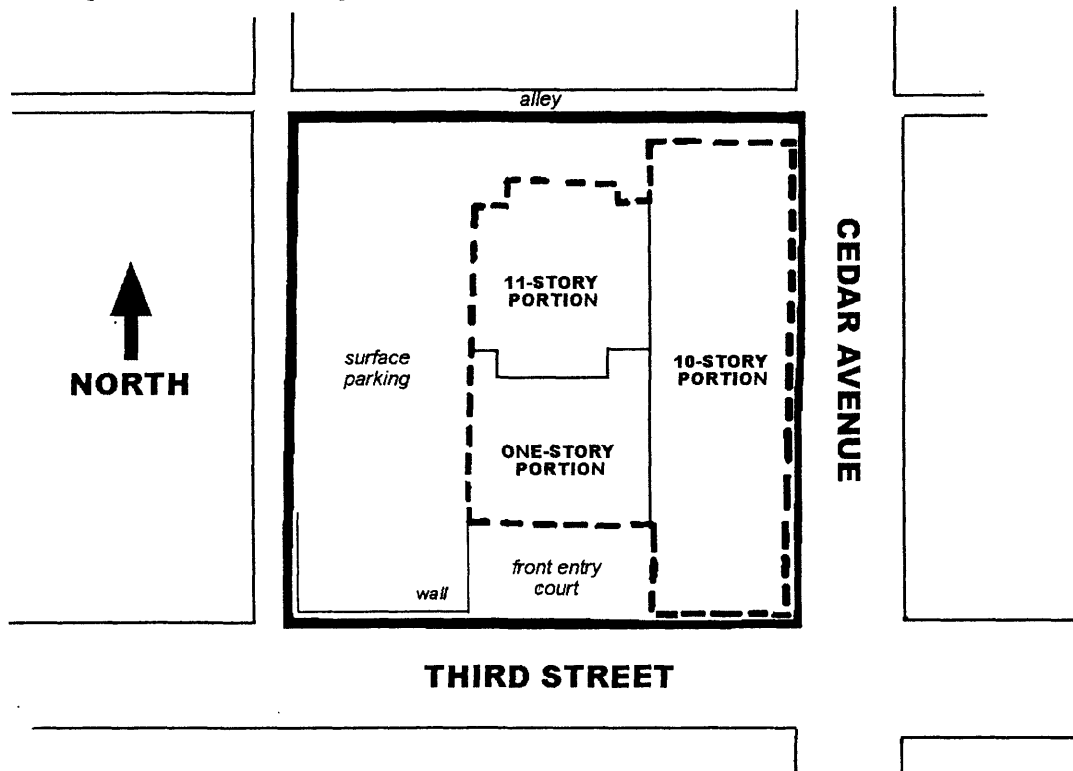 alley
11-STORY
PORTION
surface
parking
NORTH
10-STORY
PORTION
CEDAR AVENUE
ONE-STORY
PORTION
front entry
court
wall
THIRD STREET